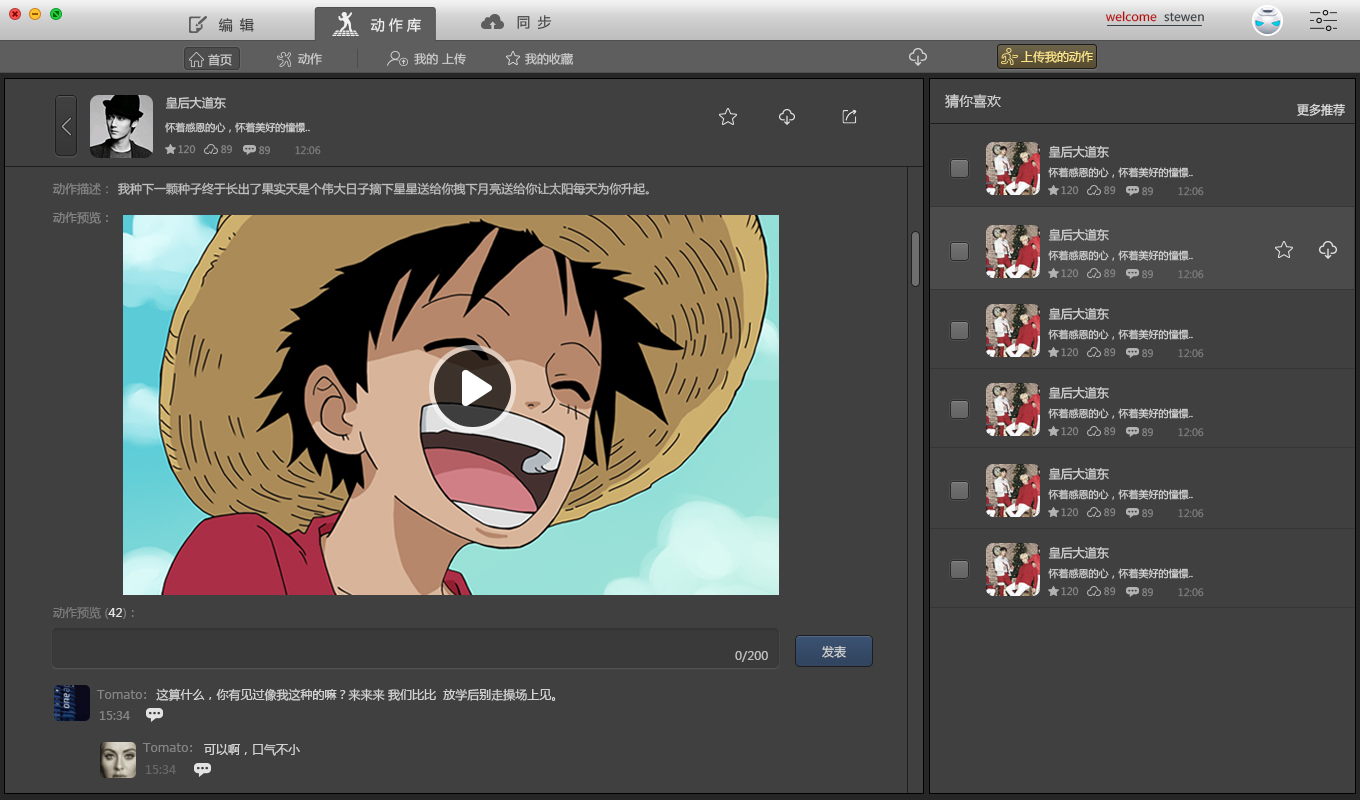 编 辑
动 作 库
同 步
welcome stewen
首页
动作
我的 上传
我的收藏
上传我的动作
皇后大道东
怀着感恩的心，怀着美好的憧憬..
120 89 89 12:06
动作描述： 我种下一颗种子终于长出了果实天是个伟大日子摘下星星送给你拽下月亮送给你让太阳每天为你升起。
动作预览：
动作预览 (42)：
0/200
发表
Tomato: 这算什么，你有见过像我这种的嘛？来来来 我们比比 放学后别走操场上见。
15:34
Tomato: 可以啊，口气不小
15:34
猜你喜欢
更多推荐
皇后大道东
怀着感恩的心，怀着美好的憧憬..
120 89 89 12:06
皇后大道东
怀着感恩的心，怀着美好的憧憬..
120 89 89 12:06
皇后大道东
怀着感恩的心，怀着美好的憧憬..
120 89 89 12:06
皇后大道东
怀着感恩的心，怀着美好的憧憬..
120 89 89 12:06
皇后大道东
怀着感恩的心，怀着美好的憧憬..
120 89 89 12:06
皇后大道东
怀着感恩的心，怀着美好的憧憬..
120 89 89 12:06